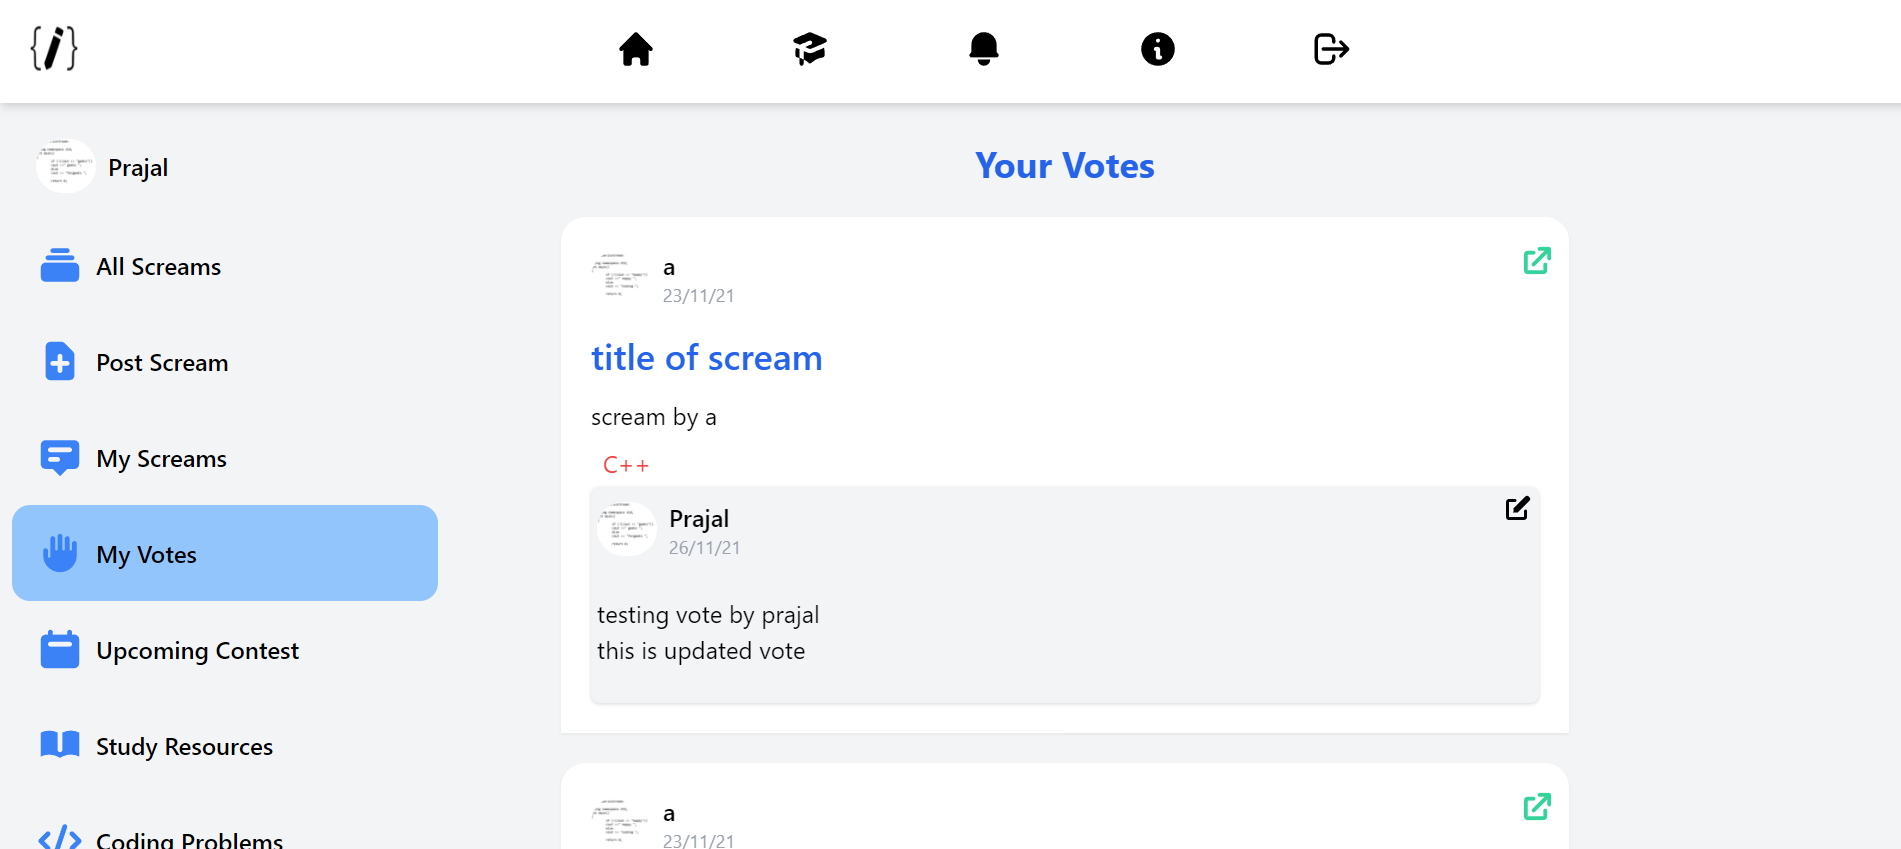 {/}
Prajal
All Screams
Post Scream
My Screams
My Votes
Upcoming Contest
Study Resources
Coding Problems
Your Votes
a
23/11/21
title of scream
scream by a
C++
Prajal
26/11/21
testing vote by prajal
this is updated vote
a
23/11/21